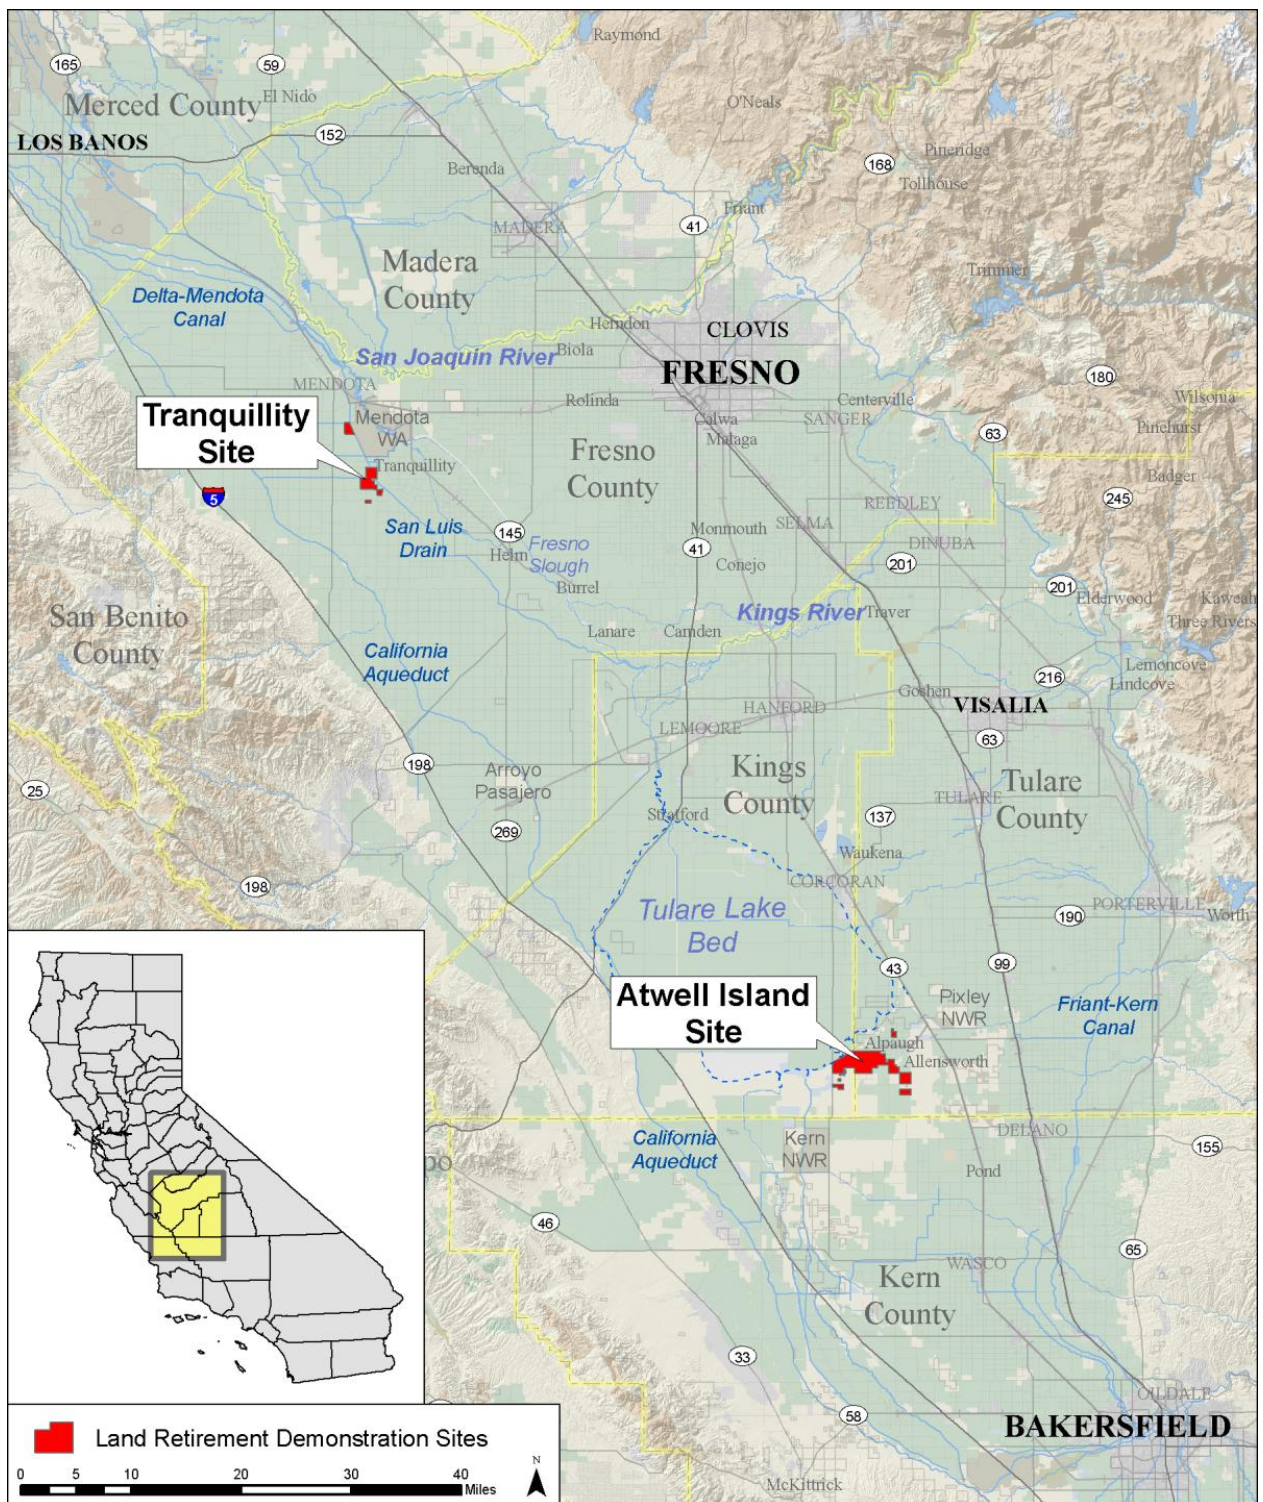 Raymond
165
59
El Nido
Merced County
O'Neals
LOS BANOS
152
Pineridge
168
Berenda
Tollhouse
Friant
MADERA
41
Madera
County
Trimmer
Delta-Mendota
Canal
Herndon
CLOVIS
San Joaquin River
Biola
FRESNO
MENDOTA
180
Wilsonia
Rolinda
Centerville
Tranquillity
Site
Mendota
WA
Calwa
SANGER
Pinehurst
Malaga
63
Fresno
County
Tranquillity
Badger
5
245
REEDLEY
San Luis
Drain
145
Monmouth
SELMA
Fresno
Slough
Helm
41
DINUBA
Conejo
201
Burrel
201
Elderwood
Kaweah
San Benito
County
Kings River
Traver
Three Rivers
Lanare
Camden
California
Aqueduct
Lemoncove
216
Lindcove
Goshen
VISALIA
HANFORD
LEMOORE
63
198
Arroyo
Pasajero
Kings
County
Tulare
County
25
TULARE
Stratford
137
269
Waukena
198
CORCORAN
Tulare Lake
Bed
PORTERVILLE
190
Worth
99
43
Atwell Island
Site
Pixley
NWR
Friant-Kern
Canal
Alpaugh
Allensworth
California
Aqueduct
Kern
NWR
DELANO
155
po
Pond
46
65
WASCO
Kern
County
33
OILDALE
58
BAKERSFIELD
McKittrick
Land Retirement Demonstration Sites
N
0 5 10 20 30 40
Miles